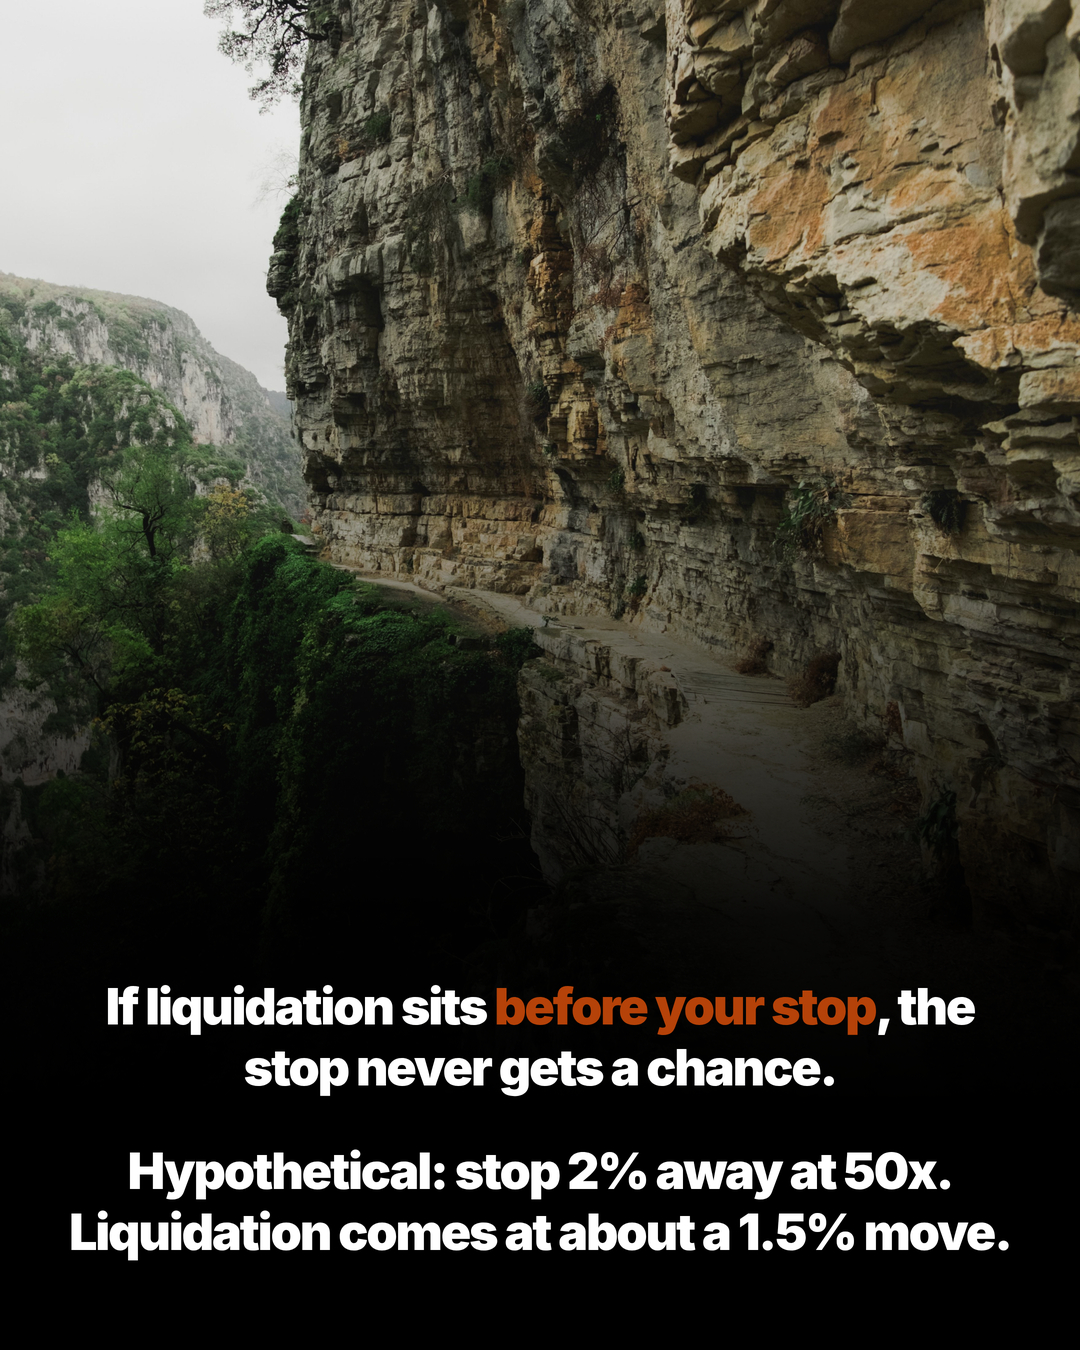 If liquidation sits before your stop, the
stop never gets a chance.
Hypothetical: stop 2% away at 50x.
Liquidation comes at about a 1.5% move.